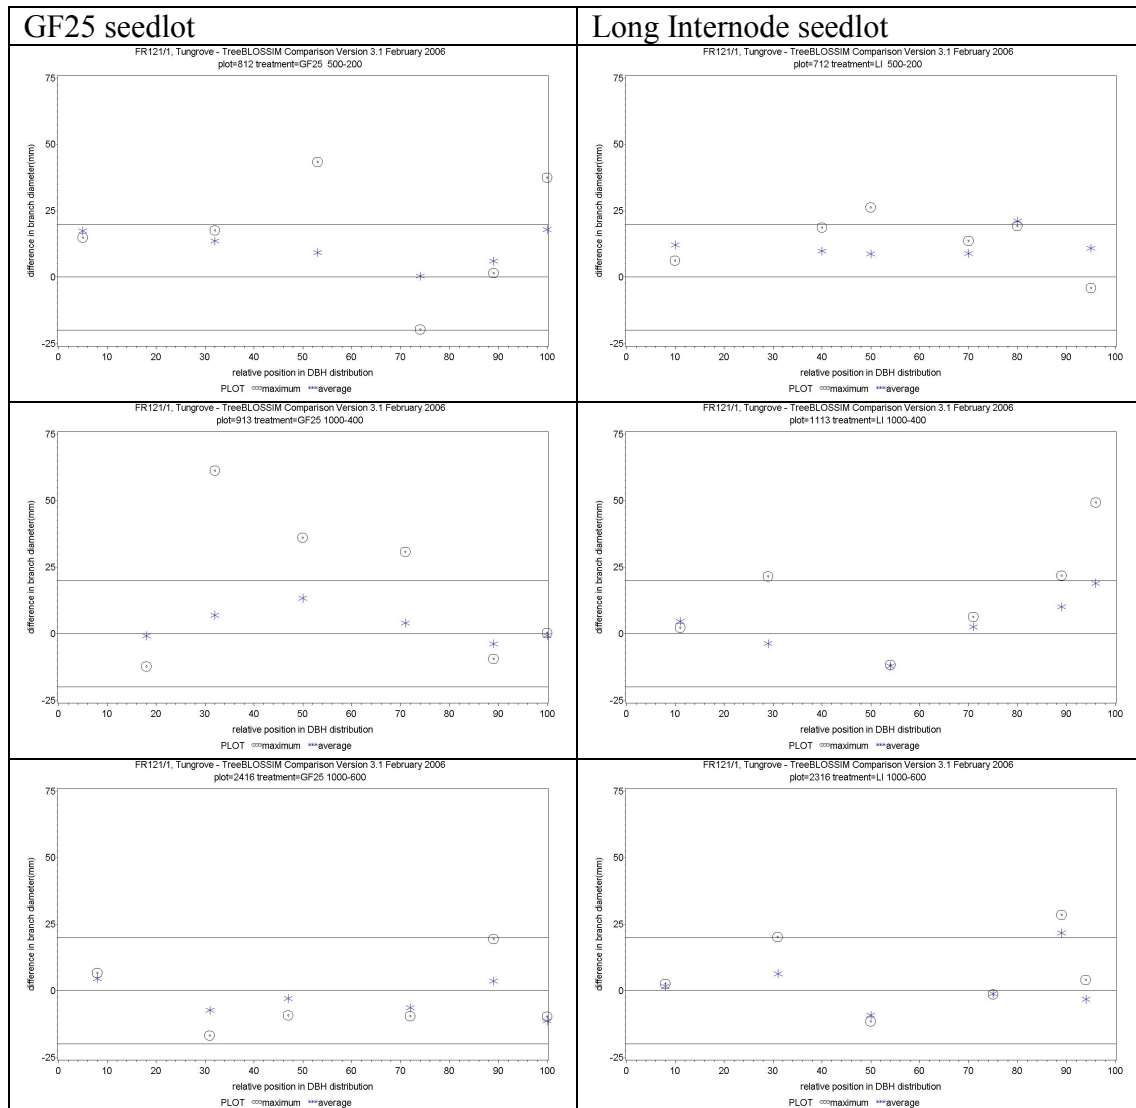 GF25 seedlot
Long Internode seedlot
FR121/1, Tungrove - TreeBLOSSIM Comparison Version 3.1 February 2006
plot=812 treatment=GF25 500-200
75
50
25
0
-25
difference in branch diameter(mm)
0 10 20 30 40 50 60 70 80 90 100
relative position in DBH distribution
PLOT maximum ***average
FR121/1, Tungrove - TreeBLOSSIM Comparison Version 3.1 February 2006
plot=712 treatment=LI 500-200
75
50
25
0
-25
difference in branch diameter(mm)
0 10 20 30 40 50 60 70 80 90 100
relative position in DBH distribution
PLOT maximum ***average
FR121/1, Tungrove - TreeBLOSSIM Comparison Version 3.1 February 2006
plot=913 treatment=GF25 1000-400
75
50
25
0
-25
difference in branch diameter(mm)
0 10 20 30 40 50 60 70 80 90 100
relative position in DBH distribution
PLOT maximum ***average
FR121/1, Tungrove - TreeBLOSSIM Comparison Version 3.1 February 2006
plot=1113 treatment=LI 1000-400
75
50
25
0
-25
difference in branch diameter(mm)
0 10 20 30 40 50 60 70 80 90 100
relative position in DBH distribution
PLOT maximum ***average
FR121/1, Tungrove - TreeBLOSSIM Comparison Version 3.1 February 2006
plot=2416 treatment=GF25 1000-600
75
50
25
0
-25
difference in branch diameter(mm)
0 10 20 30 40 50 60 70 80 90 100
relative position in DBH distribution
PLOT maximum ***average
FR121/1, Tungrove - TreeBLOSSIM Comparison Version 3.1 February 2006
plot=2316 treatment=LI 1000-600
75
50
25
0
-25
difference in branch diameter(mm)
0 10 20 30 40 50 60 70 80 90 100
relative position in DBH distribution
PLOT maximum ***average